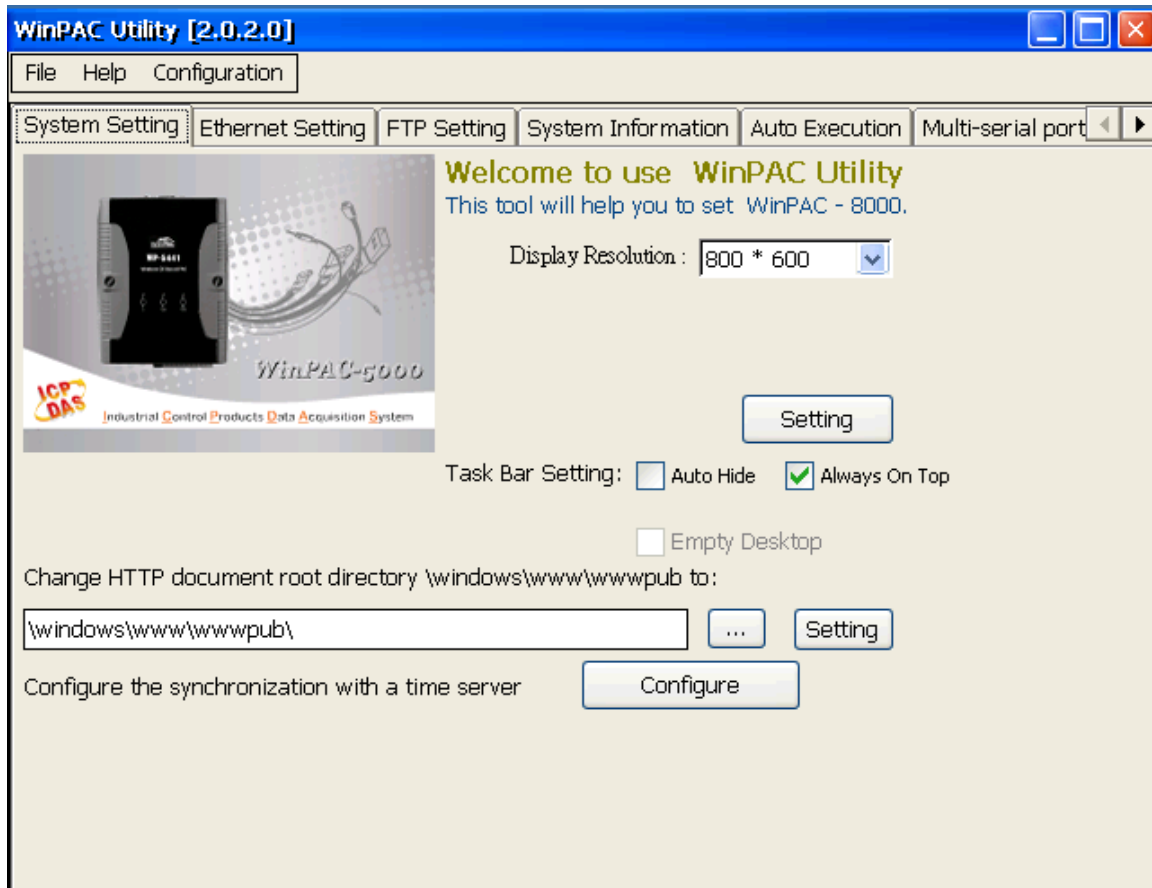 WinPAC Utility [2.0.2.0]
File Help Configuration
System Setting Ethernet Setting FTP Setting System Information Auto Execution Multi-serial port
Welcome to use WinPAC Utility
This tool will help you to set WinPAC - 8000.
Display Resolution : 800 * 600
WinPAC-5000
ICP DAS
Industrial Control Products Data Acquisition System
Setting
Task Bar Setting: Auto Hide Always On Top
Empty Desktop
Change HTTP document root directory \windows\www\wwwpub to:
\windows\www\wwwpub\ ... Setting
Configure the synchronization with a time server Configure